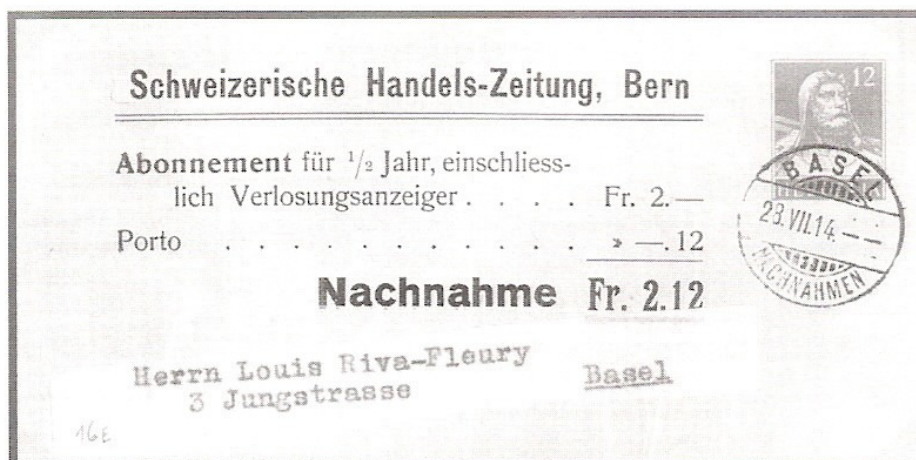 Schweizerische Handels-Zeitung, Bern
12
Abonnement für 1/2 Jahr, einschliess-
lich Verlosungsanzeiger . . . . Fr. 2.—
Porto . . . . . . . . . . . . » —.12
Nachnahme Fr. 2.12
BASEL
28.VII.14.--
NACHNAHMEN
Herrn Louis Riva-Fleury
3 Jungstrasse
Basel
16E